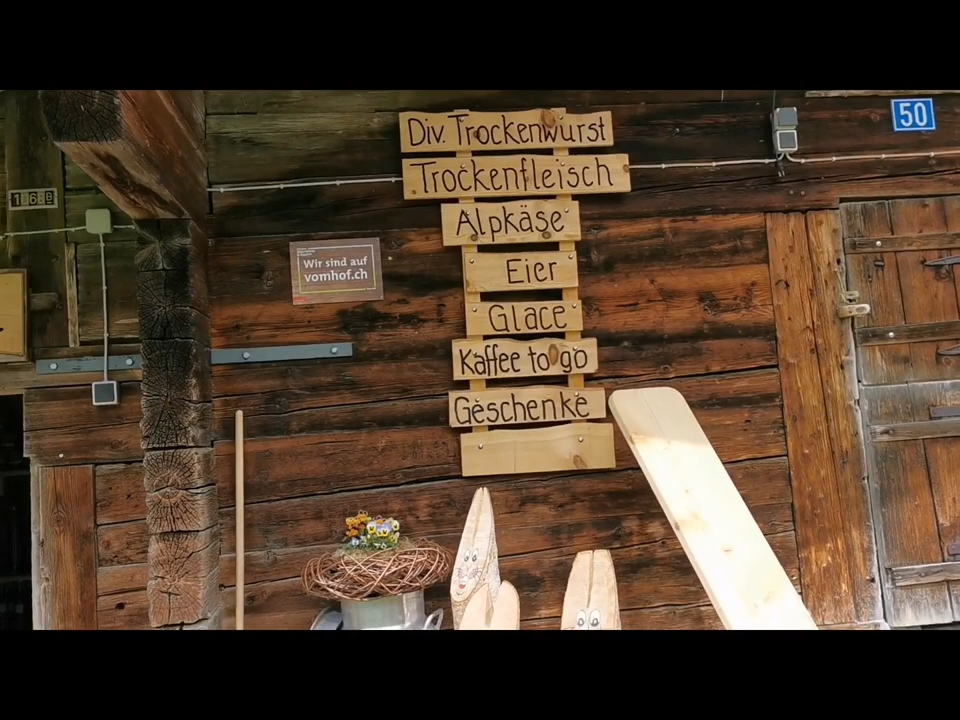 Div. Trockenwurst
Trockenfleisch
Alpkäse
Eier
Glace
Kaffee to go
Geschenke
Wir sind auf
vomhof.ch
50